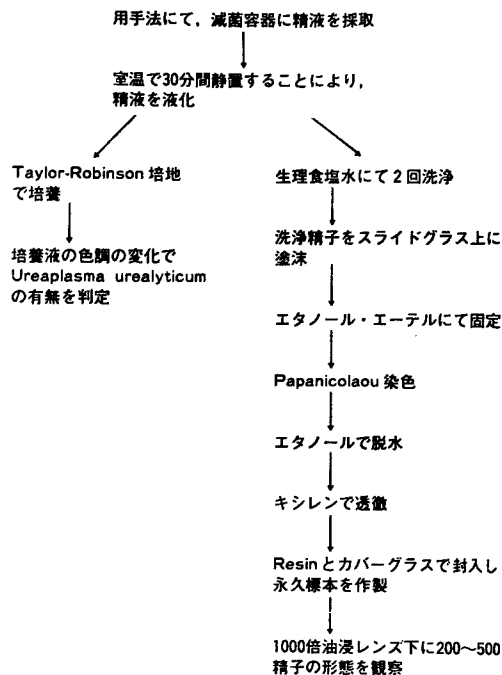 用手法にて，滅菌容器に精液を採取
室温で30分間静置することにより，
精液を液化
Taylor-Robinson 培地
で培養
培養液の色調の変化で
Ureaplasma urealyticum
の有無を判定
生理食塩水にて2回洗浄
洗浄精子をスライドグラス上に
塗沫
エタノール・エーテルにて固定
Papanicolaou 染色
エタノールで脱水
キシレンで透徹
Resinとカバーグラスで封入し
永久標本を作製
1000倍油浸レンズ下に200〜500
精子の形態を観察